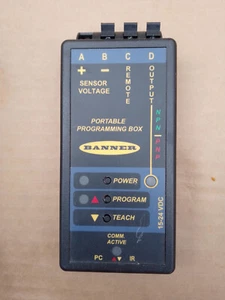 A B C D
+ -
SENSOR
VOLTAGE
REMOTE
OUTPUT
NPN
PNP
PORTABLE
PROGRAMMING BOX
BANNER
POWER
PROGRAM
TEACH
15-24 VDC
COMM.
ACTIVE
PC IR